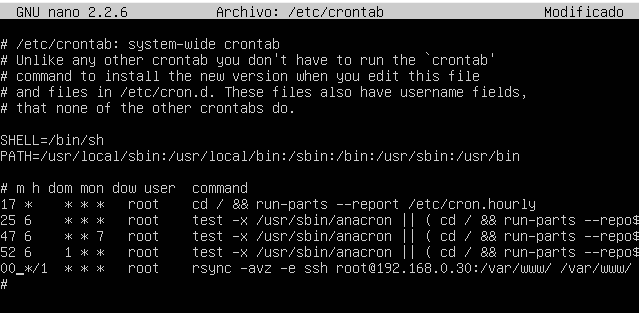 GNU nano 2.2.6 Archivo: /etc/crontab Modificado
# /etc/crontab: system-wide crontab
# Unlike any other crontab you don't have to run the `crontab'
# command to install the new version when you edit this file
# and files in /etc/cron.d. These files also have username fields,
# that none of the other crontabs do.
SHELL=/bin/sh
PATH=/usr/local/sbin:/usr/local/bin:/sbin:/bin:/usr/sbin:/usr/bin
# m h dom mon dow user command
17 * * * * root cd / && run-parts --report /etc/cron.hourly
25 6 * * * root test -x /usr/sbin/anacron || ( cd / && run-parts --repo$
47 6 * * 7 root test -x /usr/sbin/anacron || ( cd / && run-parts --repo$
52 6 1 * * root test -x /usr/sbin/anacron || ( cd / && run-parts --repo$
00 */1 * * * root rsync -avz -e ssh root@192.168.0.30:/var/www/ /var/www/
#